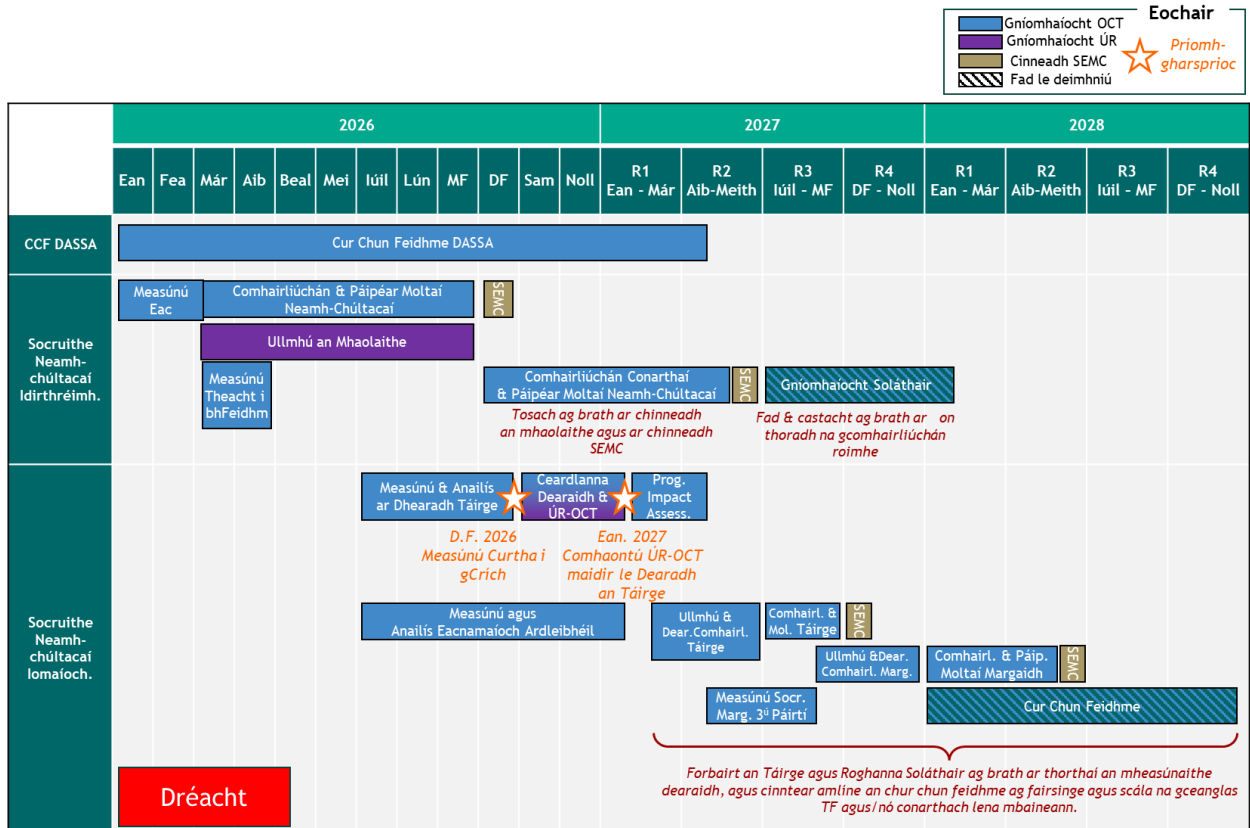 Eochair
Gníomhaíocht OCT
Gníomhaíocht ÚR
Cinneadh SEMC
Fad le deimhniú
Príomh-
gharsprioc
2026
2027
2028
Ean
Fea
Már
Aib
Beal
Mei
Iúil
Lún
MF
DF
Sam
Noll
R1
Ean - Már
R2
Aib-Meith
R3
Iúil - MF
R4
DF - Noll
R1
Ean - Már
R2
Aib-Meith
R3
Iúil - MF
R4
DF - Noll
CCF DASSA
Cur Chun Feidhme DASSA
Socruithe
Neamh-
chúltacaí
Idirthréimh.
Measúnú
Eac
Comhairliúchán & Páipéar Moltaí
Neamh-Chúltacaí
SEMC
Ullmhú an Mhaolaithe
Measúnú
Theacht i
bhFeidhm
Comhairliúchán Conarthaí
& Páipéar Moltaí Neamh-Chúltacaí
SEMC
Gníomhaíocht Soláthair
Tosach ag brath ar chinneadh
an mhaolaithe agus ar chinneadh
SEMC
Fad & castacht ag brath ar on
thoradh na gcomhairliúchán
roimhe
Socruithe
Neamh-
chúltacaí
Iomaíoch.
Measúnú & Anailís
ar Dhearadh Táirge
Ceardlanna
Dearaidh &
ÚR-OCT
Prog.
Impact
Assess.
D.F. 2026
Measúnú Curtha i
gCrích
Ean. 2027
Comhaontú ÚR-OCT
maidir le Dearadh
an Táirge
Measúnú agus
Anailís Eacnamaíoch Ardleibhéil
Ullmhú &
Dear.Comhairl.
Táirge
Comhairl. &
Mol. Táirge
SEMC
Ullmhú &Dear.
Comhairl. Marg.
Comhairl. & Páip.
Moltaí Margaidh
SEMC
Measúnú Socr.
Marg. 3ú Páirtí
Cur Chun Feidhme
Forbairt an Táirge agus Roghanna Soláthair ag brath ar thorthaí an mheasúnaithe
dearaidh, agus cinntear amline an chur chun feidhme ag fairsinge agus scála na gceanglas
TF agus/nó conarthach lena mbaineann.
Dréacht